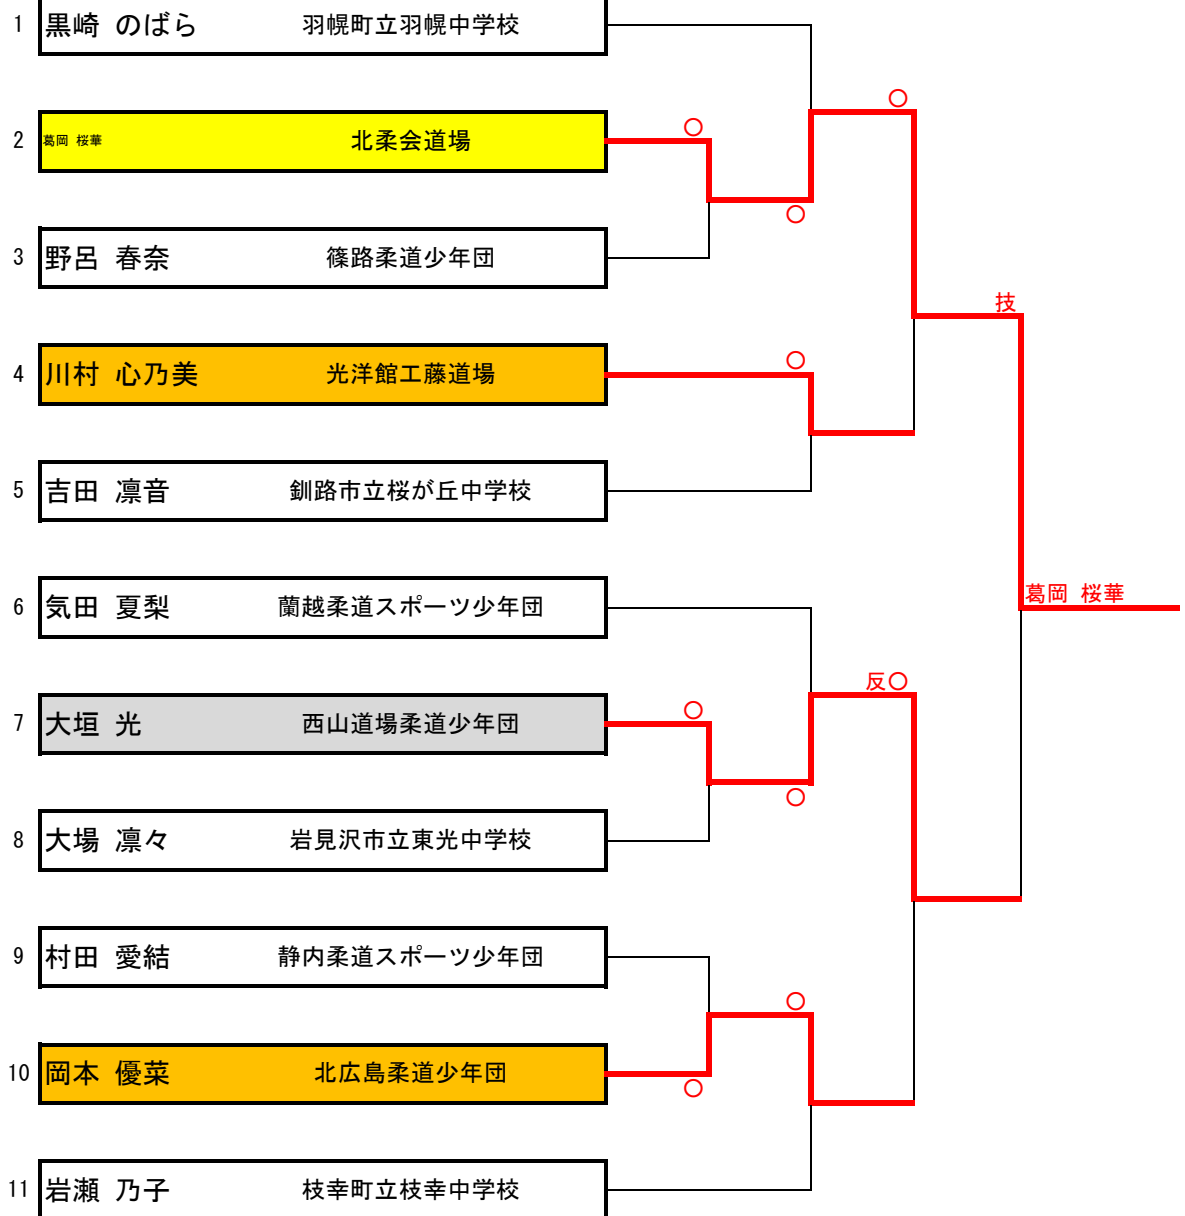 1 黒崎 のばら 羽幌町立羽幌中学校
〇
2 葛岡 桜華 北柔会道場
〇
〇
3 野呂 春奈 篠路柔道少年団
技
4 川村 心乃美 光洋館工藤道場
〇
5 吉田 凛音 釧路市立桜が丘中学校
6 気田 夏梨 蘭越柔道スポーツ少年団
葛岡 桜華
反〇
7 大垣 光 西山道場柔道少年団
〇
〇
8 大場 凛々 岩見沢市立東光中学校
9 村田 愛結 静内柔道スポーツ少年団
〇
10 岡本 優菜 北広島柔道少年団
〇
11 岩瀬 乃子 枝幸町立枝幸中学校